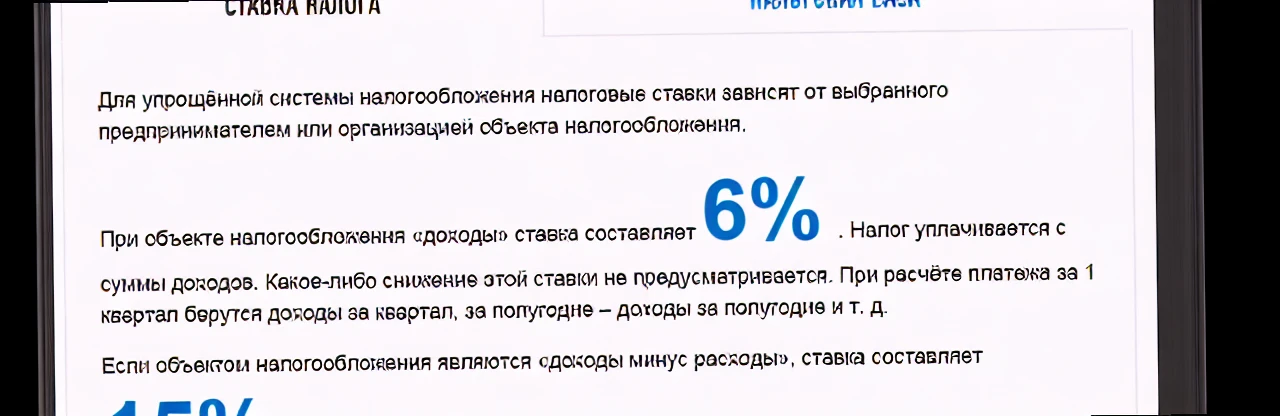 СТАВКА НАЛОГА
Для упрощённой системы налогообложения налоговые ставки зависят от выбранного
предпринимателем или организацией объекта налогообложения.
При объекте налогообложения «доходы» ставка составляет 6% . Налог уплачивается с
суммы доходов. Какое-либо снижение этой ставки не предусматривается. При расчёте платежа за 1
квартал берутся доходы за квартал, за полугодие – доходы за полугодие и т. д.
Если объектом налогообложения являются «доходы минус расходы», ставка составляет
15%